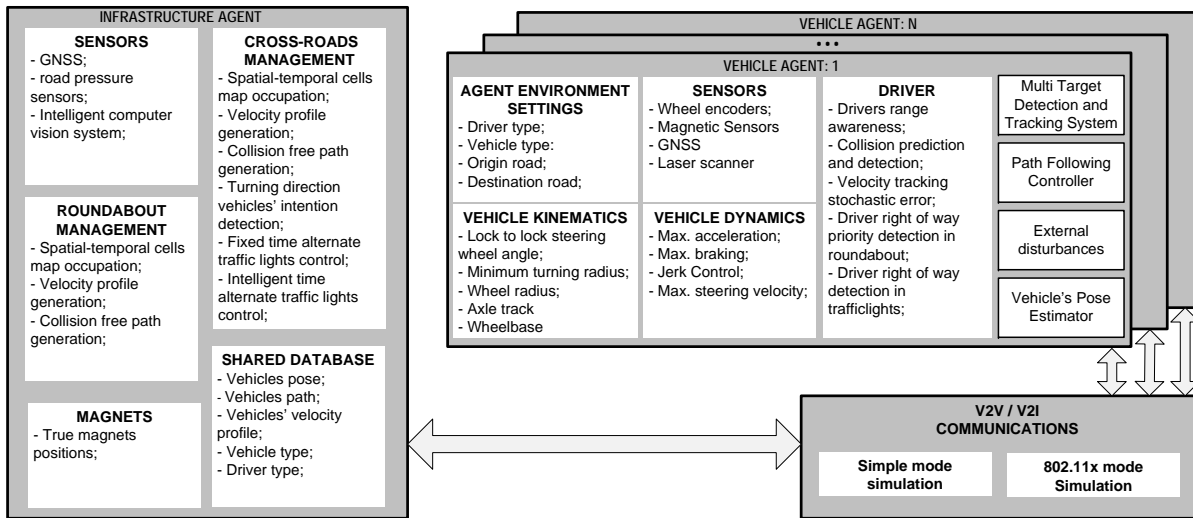 INFRASTRUCTURE AGENT
SENSORS
- GNSS;
- road pressure
sensors;
- Intelligent computer
vision system;
ROUNDABOUT
MANAGEMENT
- Spatial-temporal cells
map occupation;
- Velocity profile
generation;
- Collision free path
generation;
MAGNETS
- True magnets
positions;
CROSS-ROADS
MANAGEMENT
- Spatial-temporal cells
map occupation;
- Velocity profile
generation;
- Collision free path
generation;
- Turning direction
vehicles' intention
detection;
- Fixed time alternate
traffic lights control;
- Intelligent time
alternate traffic lights
control;
SHARED DATABASE
- Vehicles pose;
- Vehicles path;
- Vehicles' velocity
profile;
- Vehicle type;
- Driver type;
VEHICLE AGENT: N
...
VEHICLE AGENT: 1
AGENT ENVIRONMENT
SETTINGS
- Driver type;
- Vehicle type:
- Origin road;
- Destination road;
SENSORS
- Wheel encoders;
- Magnetic Sensors
- GNSS
- Laser scanner
VEHICLE KINEMATICS
- Lock to lock steering
wheel angle;
- Minimum turning radius;
- Wheel radius;
- Axle track
- Wheelbase
VEHICLE DYNAMICS
- Max. acceleration;
- Max. braking;
- Jerk Control;
- Max. steering velocity;
DRIVER
- Drivers range
awareness;
- Collision prediction
and detection;
- Velocity tracking
stochastic error;
- Driver right of way
priority detection in
roundabout;
- Driver right of way
detection in
trafficlights;
Multi Target
Detection and
Tracking System
Path Following
Controller
External
disturbances
Vehicle's Pose
Estimator
V2V / V2I
COMMUNICATIONS
Simple mode
simulation
802.11x mode
Simulation